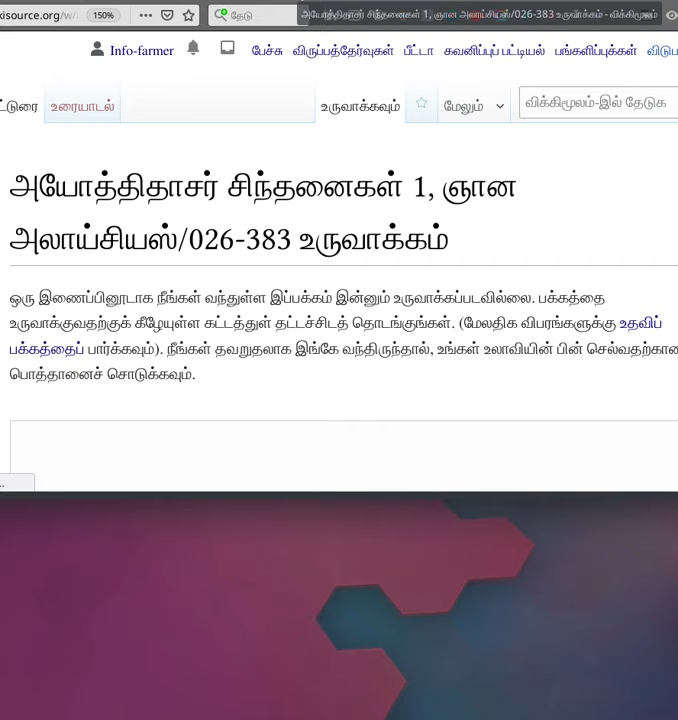 kisource.org/w/i 150% ••• தேடு அயோத்திதாசர் சிந்தனைகள் 1, ஞான அலாய்சியஸ்/026-383 உருவாக்கம் - விக்கிமூலம்
Info-farmer பேச்சு விருப்பத்தேர்வுகள் பீட்டா கவனிப்புப் பட்டியல் பங்களிப்புக்கள் விடுப
ட்டுரை உரையாடல் உருவாக்கவும் மேலும் விக்கிமூலம்-இல் தேடுக
அயோத்திதாசர் சிந்தனைகள் 1, ஞான
அலாய்சியஸ்/026-383 உருவாக்கம்
ஒரு இணைப்பினூடாக நீங்கள் வந்துள்ள இப்பக்கம் இன்னும் உருவாக்கப்படவில்லை. பக்கத்தை
உருவாக்குவதற்குக் கீழேயுள்ள கட்டத்துள் தட்டச்சிடத் தொடங்குங்கள். (மேலதிக விபரங்களுக்கு உதவிப்
பக்கத்தைப் பார்க்கவும்). நீங்கள் தவறுதலாக இங்கே வந்திருந்தால், உங்கள் உலாவியின் பின் செல்வதற்கான
பொத்தானைச் சொடுக்கவும்.
..